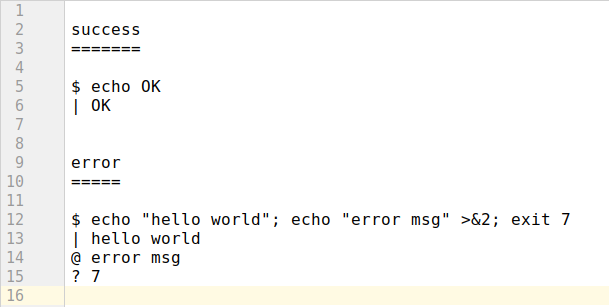 1
2 success
3 =======
4
5 $ echo OK
6 | OK
7
8
9 error
10 =====
11
12 $ echo "hello world"; echo "error msg" >&2; exit 7
13 | hello world
14 @ error msg
15 ? 7
16